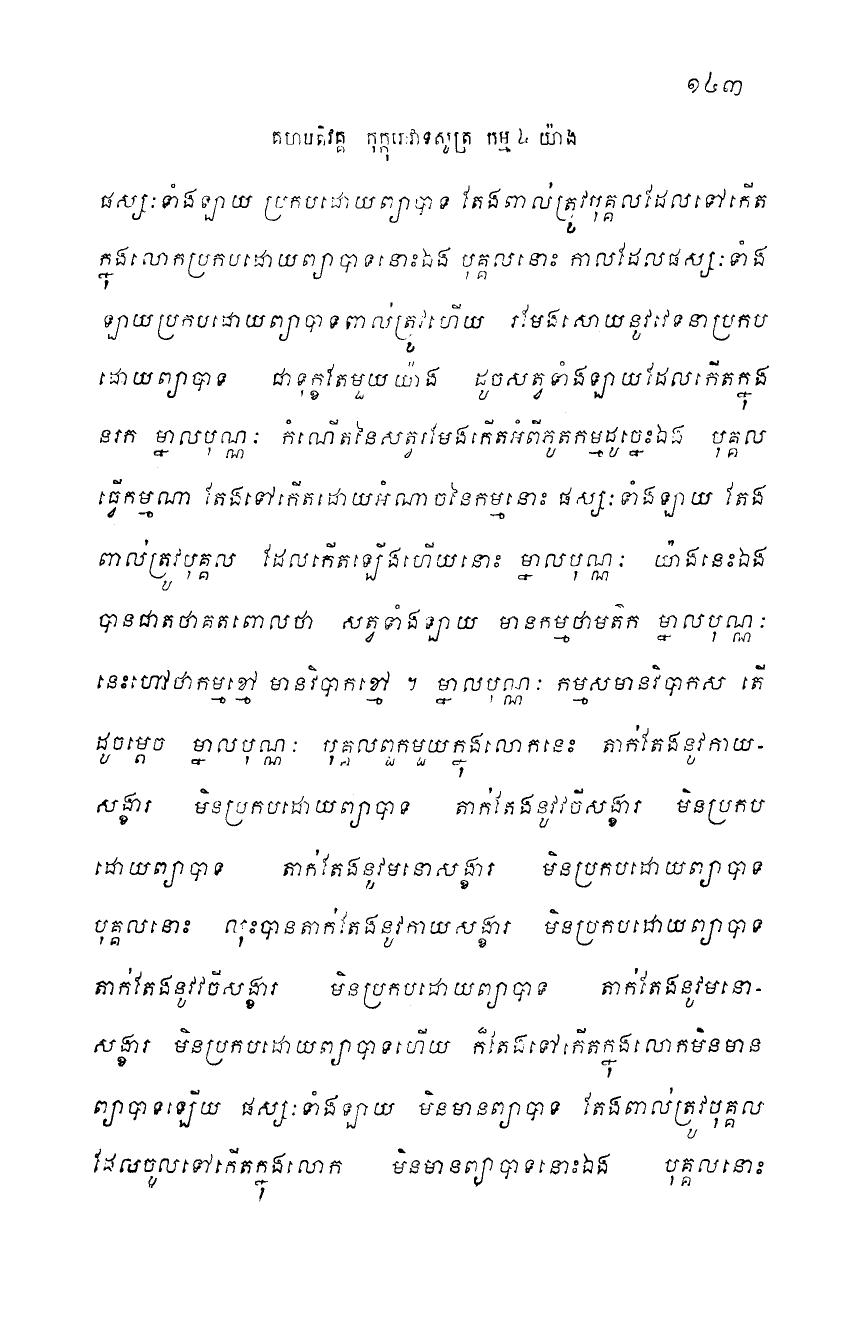 ១៤៣
គហបតិវគ្គ កុក្កុរោវាទសូត្រ កម្ម ៤ យ៉ាង
ផស្សៈទាំងឡាយ ប្រកបដោយព្យាបាទ តែងពាល់ត្រូវបុគ្គលដែលទៅកើត
ក្នុងលោកប្រកបដោយព្យាបាទនោះឯង បុគ្គលនោះ កាលដែលផស្សៈទាំង
ឡាយប្រកបដោយព្យាបាទពាល់ត្រូវហើយ រមែងសោយនូវវេទនាប្រកប
ដោយព្យាបាទ ជាទុក្ខតែមួយយ៉ាង ដូចសត្វទាំងឡាយដែលកើតក្នុង
នរក ម្នាលបុណ្ណៈ កំណើតនៃសត្វរមែងកើតអំពីភូតកម្មដូច្នេះឯង បុគ្គល
ធ្វើកម្មណា តែងទៅកើតដោយអំណាចនៃកម្មនោះ ផស្សៈទាំងឡាយ តែង
ពាល់ត្រូវបុគ្គល ដែលកើតឡើងហើយនោះ ម្នាលបុណ្ណៈ យ៉ាងនេះឯង
បានជាតថាគតពោលថា សត្វទាំងឡាយ មានកម្មជាមត៌ក ម្នាលបុណ្ណៈ
នេះហៅថាកម្មខ្មៅ មានវិបាកខ្មៅ ។ ម្នាលបុណ្ណៈ កម្មសមានវិបាកស តើ
ដូចម្តេច ម្នាលបុណ្ណៈ បុគ្គលពួកមួយក្នុងលោកនេះ តាក់តែងនូវកាយ-
សង្ខារ មិនប្រកបដោយព្យាបាទ តាក់តែងនូវវចីសង្ខារ មិនប្រកប
ដោយព្យាបាទ តាក់តែងនូវមនោសង្ខារ មិនប្រកបដោយព្យាបាទ
បុគ្គលនោះ លុះបានតាក់តែងនូវកាយសង្ខារ មិនប្រកបដោយព្យាបាទ
តាក់តែងនូវវចីសង្ខារ មិនប្រកបដោយព្យាបាទ តាក់តែងនូវមនោ-
សង្ខារ មិនប្រកបដោយព្យាបាទហើយ ក៏តែងទៅកើតក្នុងលោកមិនមាន
ព្យាបាទឡើយ ផស្សៈទាំងឡាយ មិនមានព្យាបាទ តែងពាល់ត្រូវបុគ្គល
ដែលចូលទៅកើតក្នុងលោក មិនមានព្យាបាទនោះឯង បុគ្គលនោះ